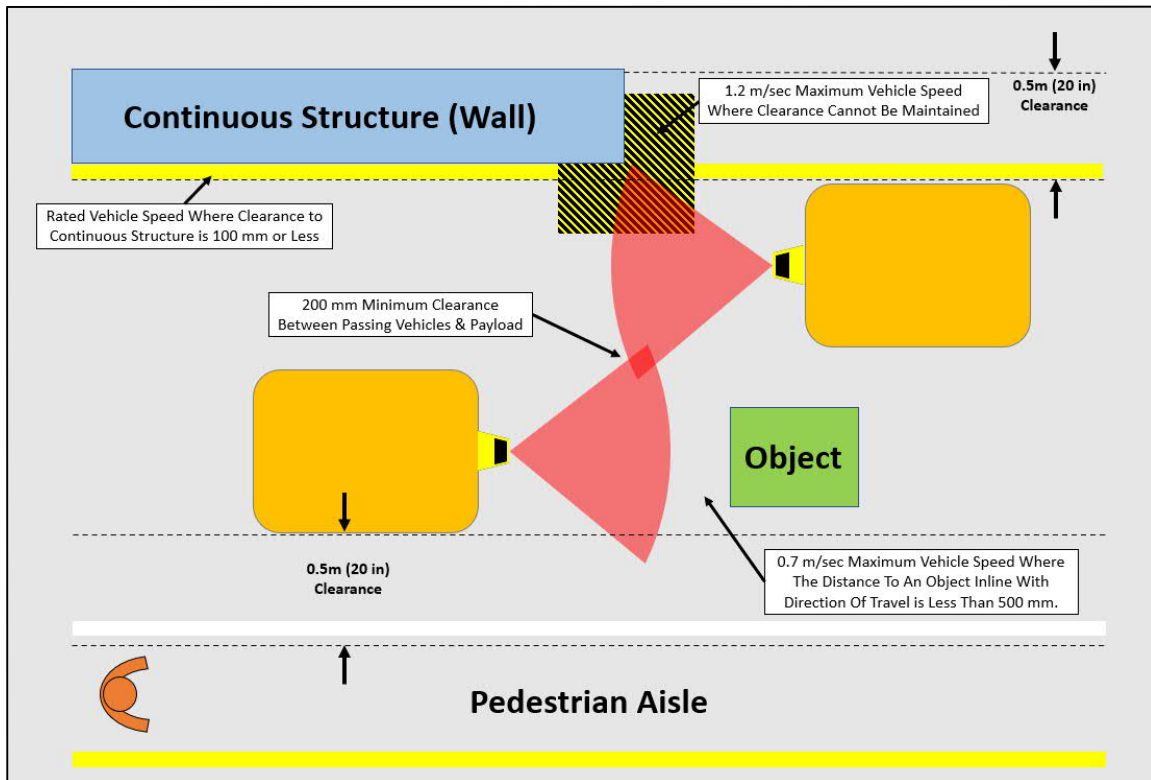 Continuous Structure (Wall)
1.2 m/sec Maximum Vehicle Speed
Where Clearance Cannot Be Maintained
0.5m (20 in)
Clearance
Rated Vehicle Speed Where Clearance to
Continuous Structure is 100 mm or Less
200 mm Minimum Clearance
Between Passing Vehicles & Payload
Object
0.5m (20 in)
Clearance
0.7 m/sec Maximum Vehicle Speed Where
The Distance To An Object Inline With
Direction Of Travel is Less Than 500 mm.
Pedestrian Aisle